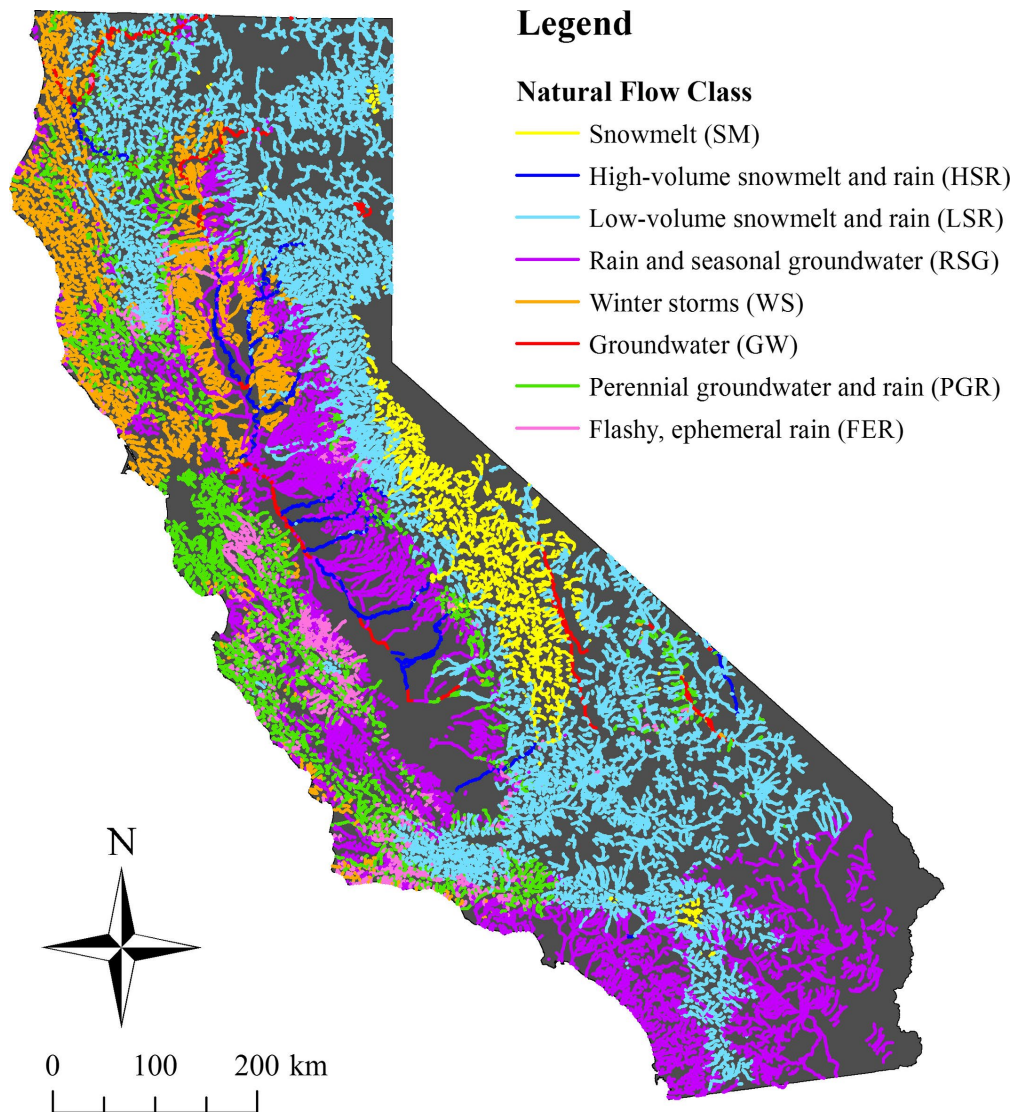 Legend
Natural Flow Class
Snowmelt (SM)
High-volume snowmelt and rain (HSR)
Low-volume snowmelt and rain (LSR)
Rain and seasonal groundwater (RSG)
Winter storms (WS)
Groundwater (GW)
Perennial groundwater and rain (PGR)
Flashy, ephemeral rain (FER)
N
0 100 200 km